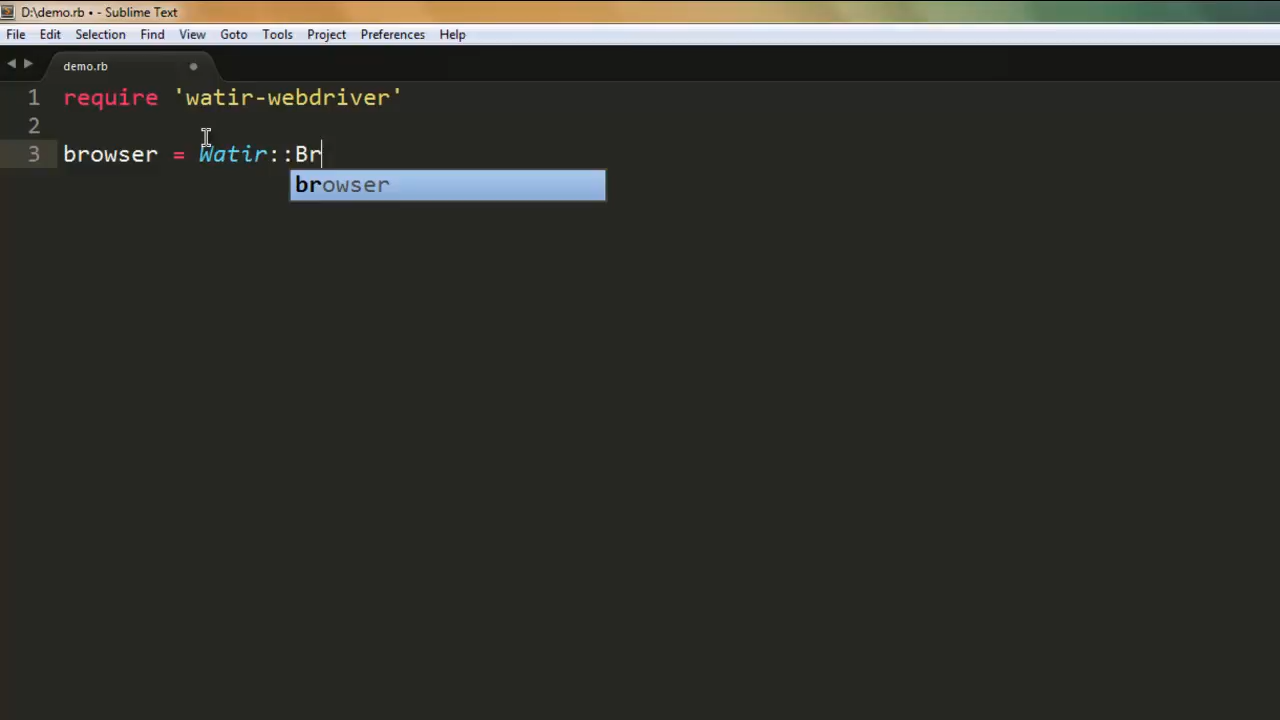 D:\demo.rb • - Sublime Text
File Edit Selection Find View Goto Tools Project Preferences Help
demo.rb
1 require 'watir-webdriver'
2
3 browser = Watir::Br
browser